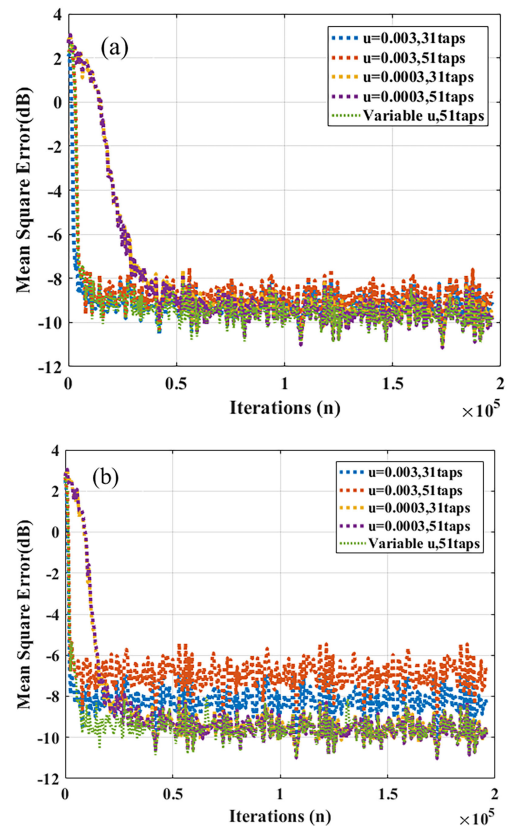 (a)
u=0.003,31taps
u=0.003,51taps
u=0.0003,31taps
u=0.0003,51taps
Variable u,51taps
Mean Square Error(dB)
4
2
0
-2
-4
-6
-8
-10
-12
0 0.5 1 1.5 2
Iterations (n)
×10^5
(b)
u=0.003,31taps
u=0.003,51taps
u=0.0003,31taps
u=0.0003,51taps
Variable u,51taps
Mean Square Error(dB)
4
2
0
-2
-4
-6
-8
-10
-12
0 0.5 1 1.5 2
Iterations (n)
×10^5